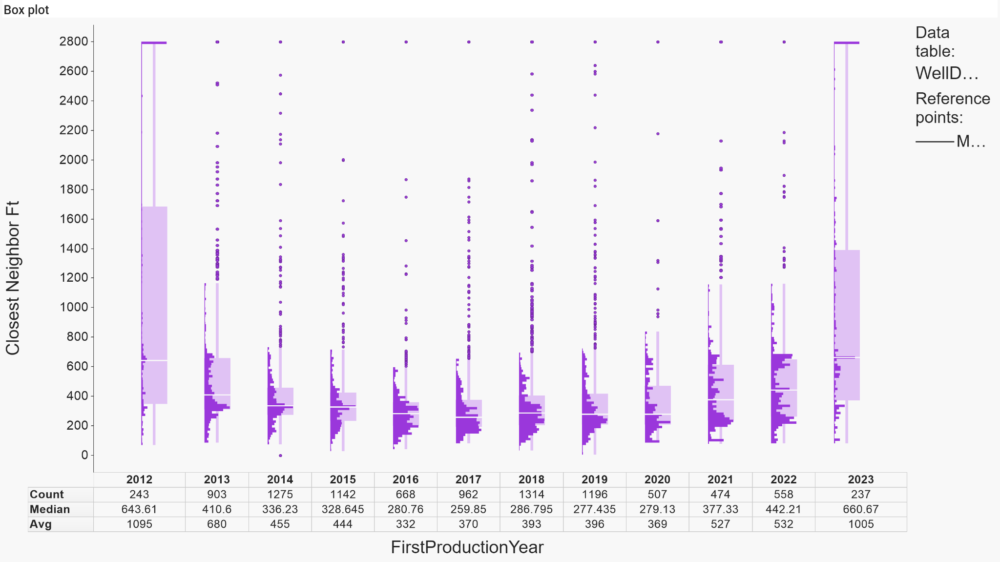 Box plot
Data
table:
WellD…
Reference
points:
M…
2800
2600
2400
2200
2000
1800
1600
1400
1200
1000
800
600
400
200
0
Closest Neighbor Ft
2012 2013 2014 2015 2016 2017 2018 2019 2020 2021 2022 2023
Count 243 903 1275 1142 668 962 1314 1196 507 474 558 237
Median 643.61 410.6 336.23 328.645 280.76 259.85 286.795 277.435 279.13 377.33 442.21 660.67
Avg 1095 680 455 444 332 370 393 396 369 527 532 1005
FirstProductionYear